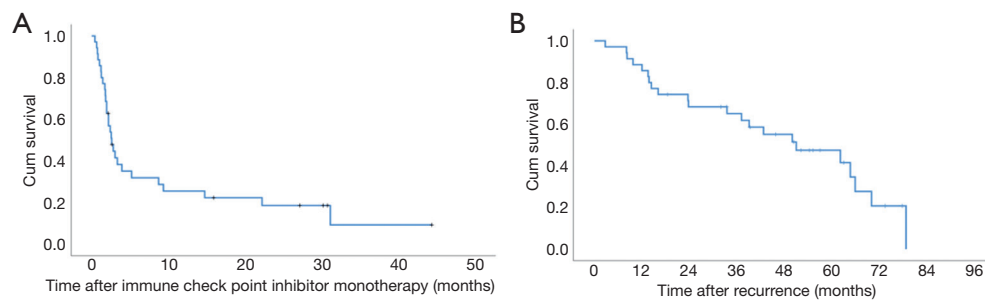 A
1.0
0.8
0.6
0.4
0.2
0.0
Cum survival
0 10 20 30 40 50
Time after immune check point inhibitor monotherapy (months)
B
1.0
0.8
0.6
0.4
0.2
0.0
Cum survival
0 12 24 36 48 60 72 84 96
Time after recurrence (months)